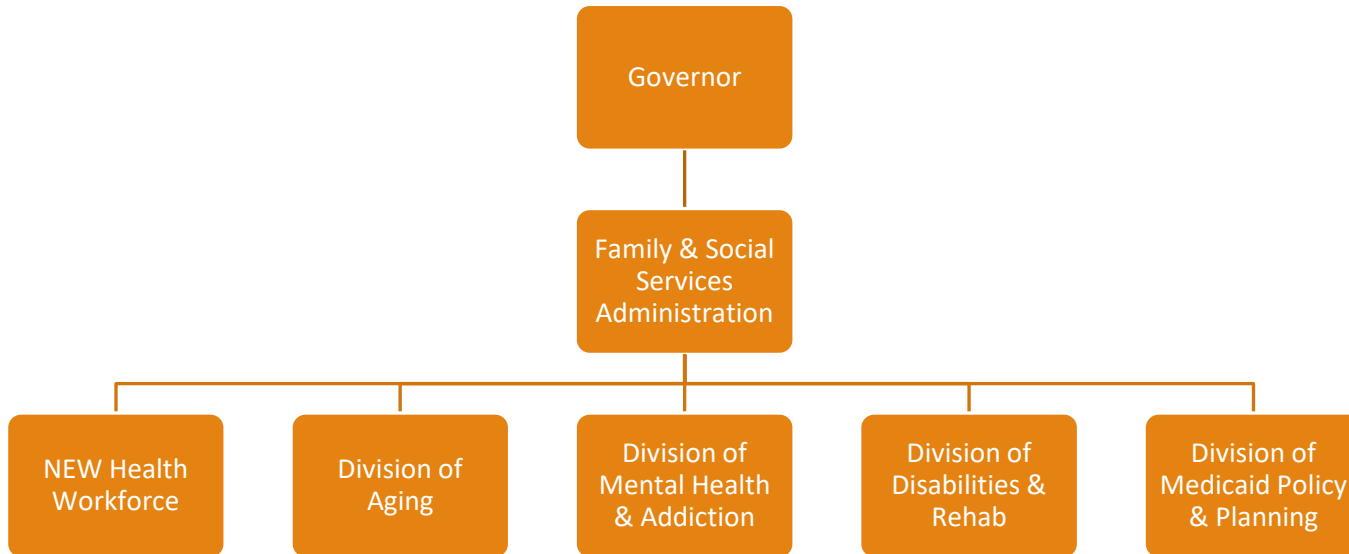 Governor
Family & Social
Services
Administration
NEW Health
Workforce
Division of
Aging
Division of
Mental Health
& Addiction
Division of
Disabilities &
Rehab
Division of
Medicaid Policy
& Planning